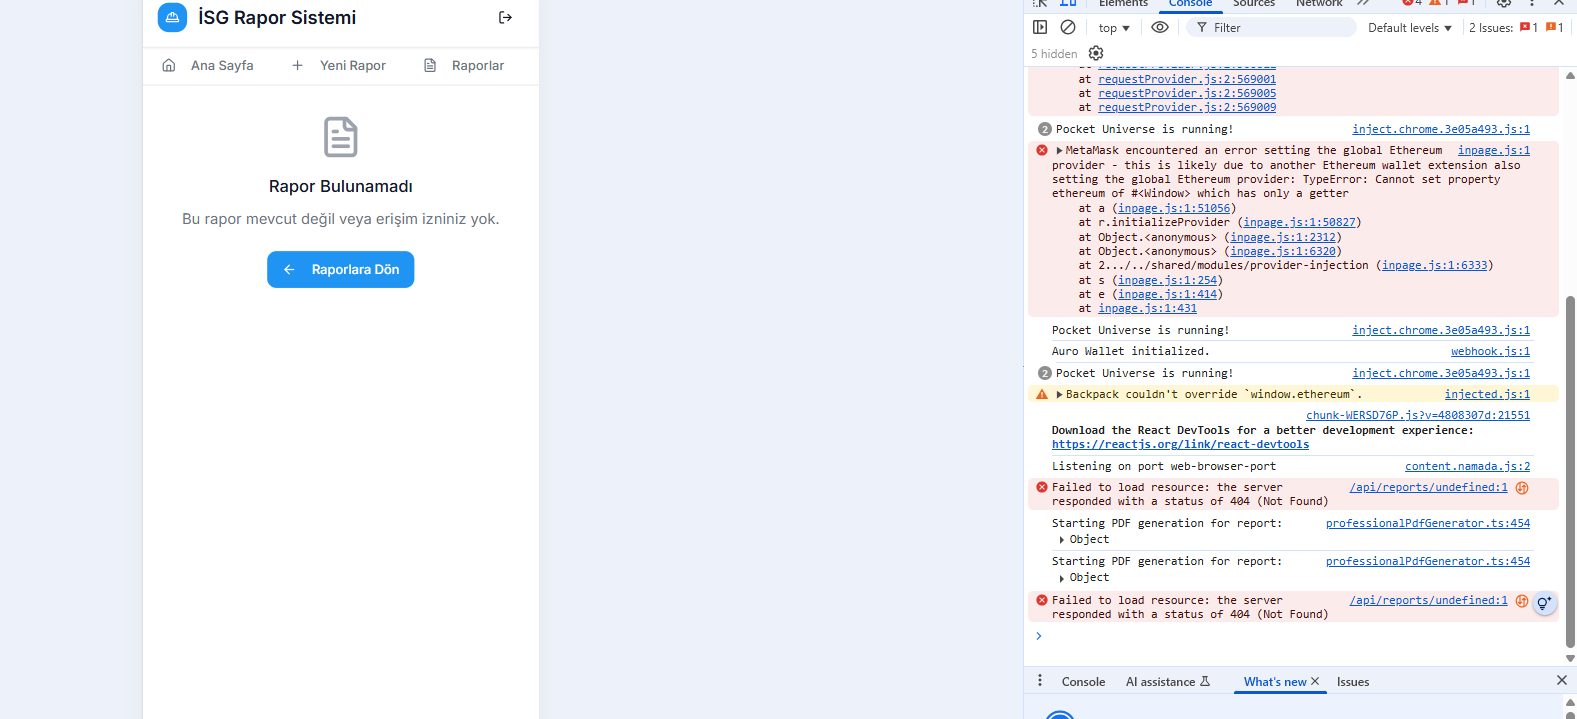 İSG Rapor Sistemi
Ana Sayfa
Yeni Rapor
Raporlar
Rapor Bulunamadı
Bu rapor mevcut değil veya erişim izniniz yok.
Raporlara Dön
Elements Console Sources Network 4 1 1
top Filter Default levels 2 Issues: 1 1
5 hidden
at requestProvider.js:2:569001
at requestProvider.js:2:569005
at requestProvider.js:2:569009
2 Pocket Universe is running! inject.chrome.3e05a493.js:1
MetaMask encountered an error setting the global Ethereum inpage.js:1
provider - this is likely due to another Ethereum wallet extension also
setting the global Ethereum provider: TypeError: Cannot set property
ethereum of #<Window> which has only a getter
at a (inpage.js:1:51056)
at r.initializeProvider (inpage.js:1:50827)
at Object.<anonymous> (inpage.js:1:2312)
at Object.<anonymous> (inpage.js:1:6320)
at 2.../../shared/modules/provider-injection (inpage.js:1:6333)
at s (inpage.js:1:254)
at e (inpage.js:1:414)
at inpage.js:1:431
Pocket Universe is running! inject.chrome.3e05a493.js:1
Auro Wallet initialized. webhook.js:1
2 Pocket Universe is running! inject.chrome.3e05a493.js:1
Backpack couldn't override `window.ethereum`. injected.js:1
chunk-WERSD76P.js?v=4808307d:21551
Download the React DevTools for a better development experience:
https://reactjs.org/link/react-devtools
Listening on port web-browser-port content.namada.js:2
Failed to load resource: the server /api/reports/undefined:1
responded with a status of 404 (Not Found)
Starting PDF generation for report: professionalPdfGenerator.ts:454
Object
Starting PDF generation for report: professionalPdfGenerator.ts:454
Object
Failed to load resource: the server /api/reports/undefined:1
responded with a status of 404 (Not Found)
Console AI assistance What's new Issues